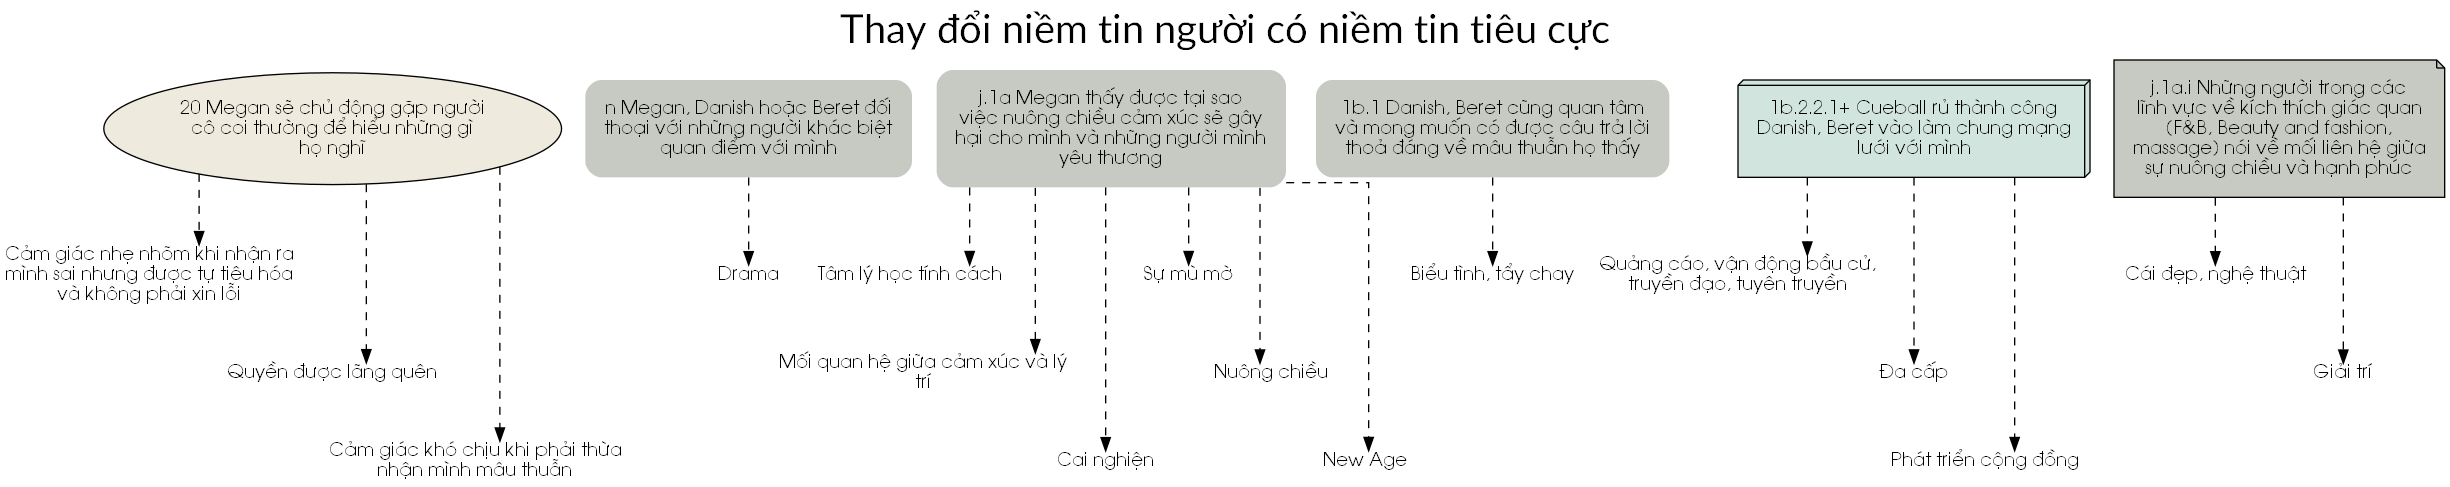 Thay đổi niềm tin người có niềm tin tiêu cực
20 Megan sẽ chủ động gặp người
cô coi thường để hiểu những gì
họ nghĩ
n Megan, Danish hoặc Beret đối
thoại với những người khác biệt
quan điểm với mình
j.1a Megan thấy được tại sao
việc nuông chiều cảm xúc sẽ gây
hại cho mình và những người mình
yêu thương
1b.1 Danish, Beret cũng quan tâm
và mong muốn có được câu trả lời
thoả đáng về mâu thuẫn họ thấy
1b.2.2.1+ Cueball rủ thành công
Danish, Beret vào làm chung mạng
lưới với mình
j.1a.i Những người trong các
lĩnh vực về kích thích giác quan
(F&B, Beauty and fashion,
massage) nói về mối liên hệ giữa
sự nuông chiều và hạnh phúc
Cảm giác nhẹ nhõm khi nhận ra
mình sai nhưng được tự tiêu hóa
và không phải xin lỗi
Drama
Tâm lý học tính cách
Sự mù mờ
Biểu tình, tẩy chay
Quảng cáo, vận động bầu cử,
truyền đạo, tuyên truyền
Cái đẹp, nghệ thuật
Quyền được lãng quên
Mối quan hệ giữa cảm xúc và lý
trí
Nuông chiều
Đa cấp
Giải trí
Cảm giác khó chịu khi phải thừa
nhận mình mâu thuẫn
Cai nghiện
New Age
Phát triển cộng đồng